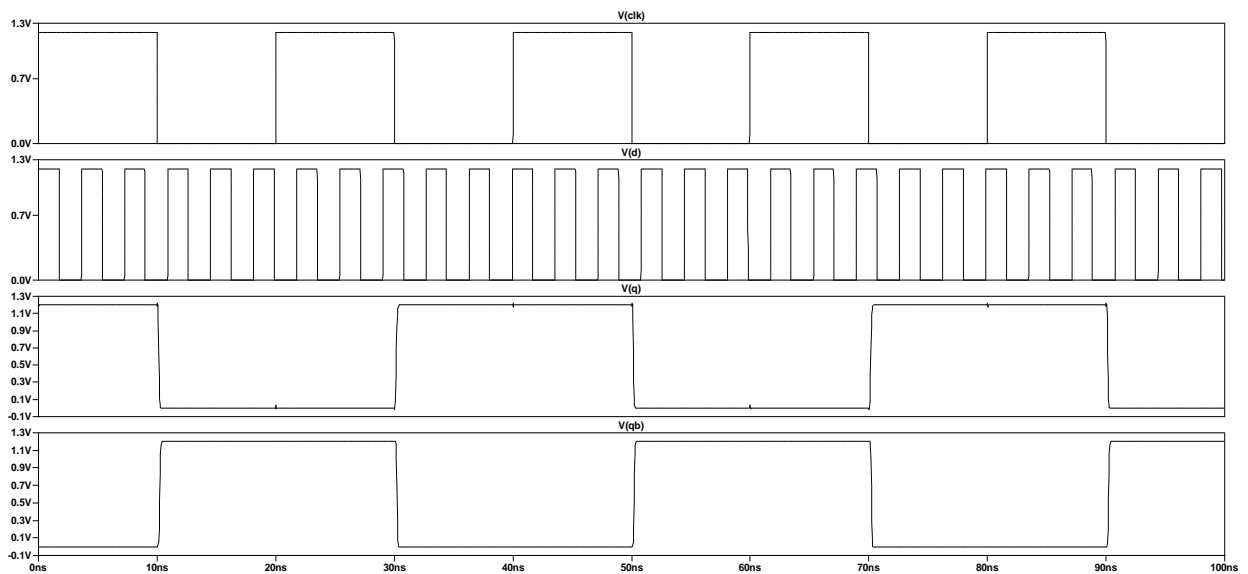 V(clk)
1.3V
0.7V
0.0V
V(d)
1.3V
0.7V
0.0V
V(q)
1.3V
1.1V
0.9V
0.7V
0.5V
0.3V
0.1V
-0.1V
V(qb)
1.3V
1.1V
0.9V
0.7V
0.5V
0.3V
0.1V
-0.1V
0ns 10ns 20ns 30ns 40ns 50ns 60ns 70ns 80ns 90ns 100ns